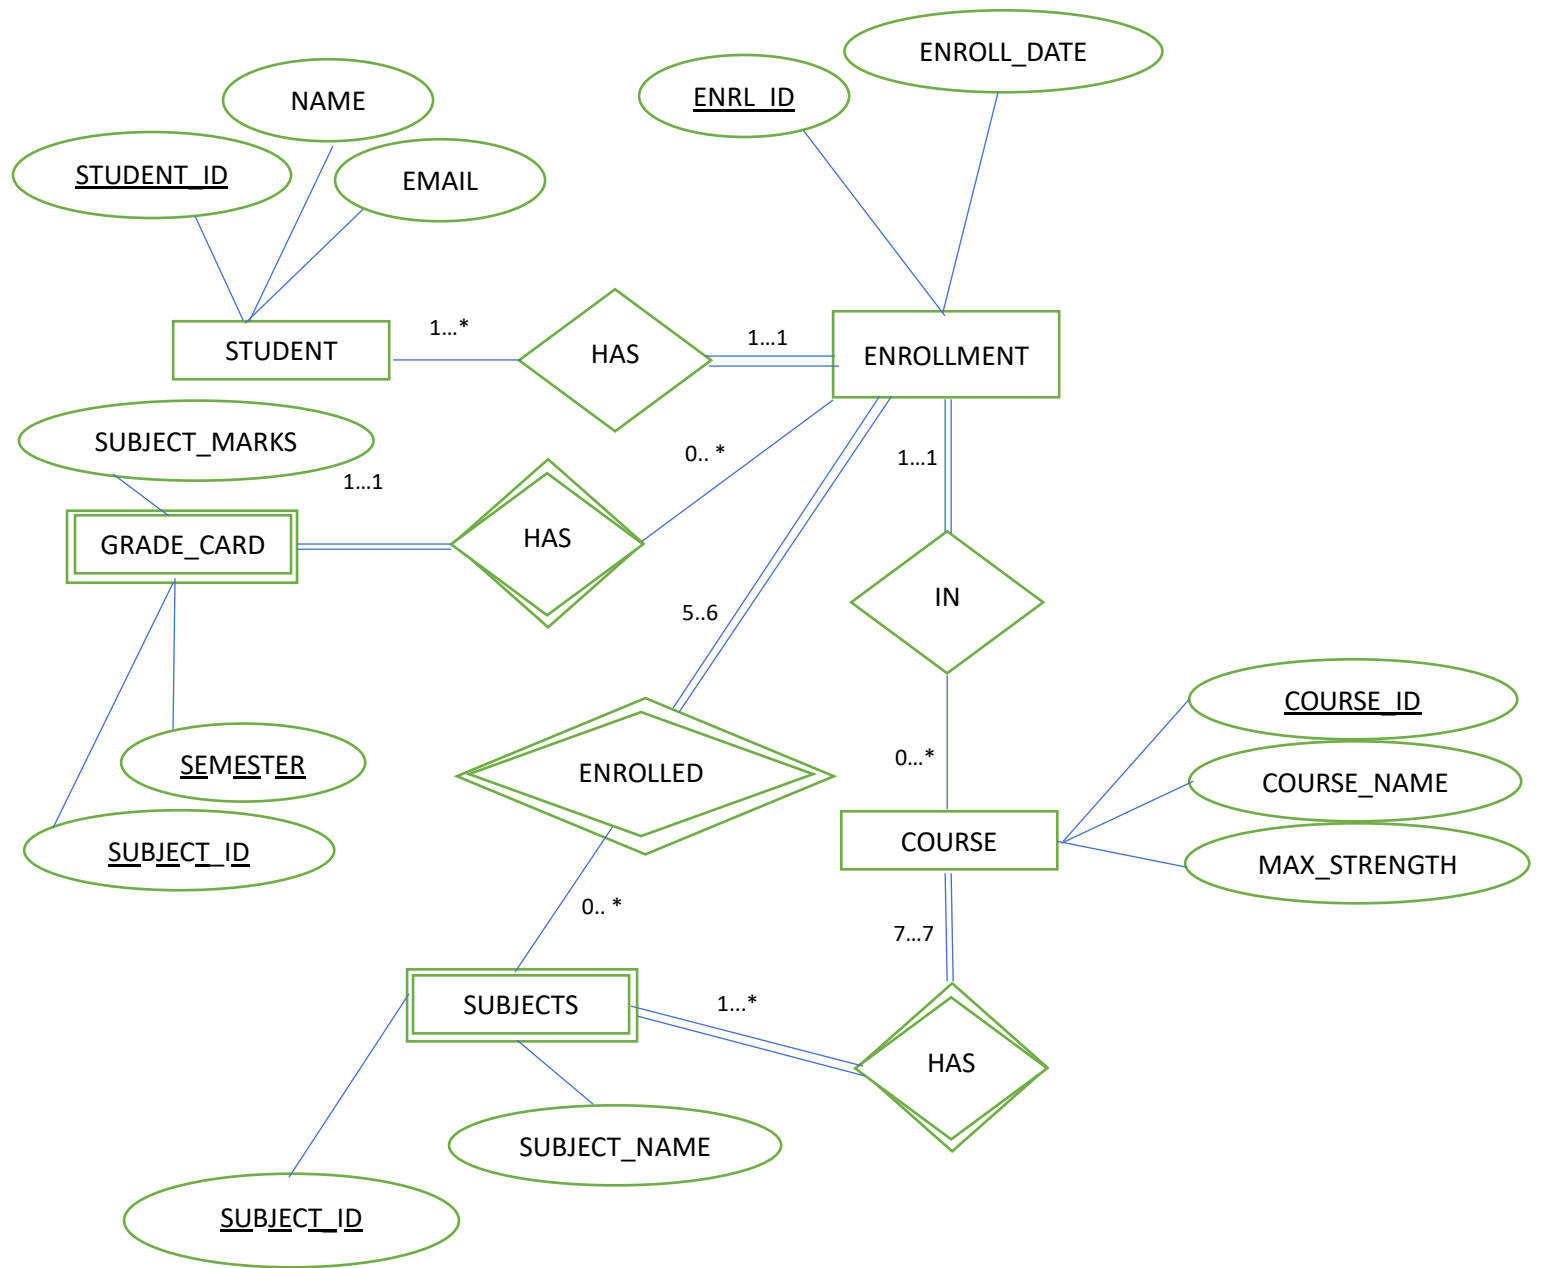 ENROLL_DATE
NAME
ENRL_ID
STUDENT_ID
EMAIL
1...*
1...1
STUDENT
HAS
ENROLLMENT
SUBJECT_MARKS
0.. *
1...1
1...1
GRADE_CARD
HAS
5..6
IN
COURSE_ID
SEMESTER
ENROLLED
0...*
COURSE_NAME
SUBJECT_ID
COURSE
MAX_STRENGTH
0.. *
7...7
SUBJECTS
1...*
HAS
SUBJECT_NAME
SUBJECT_ID